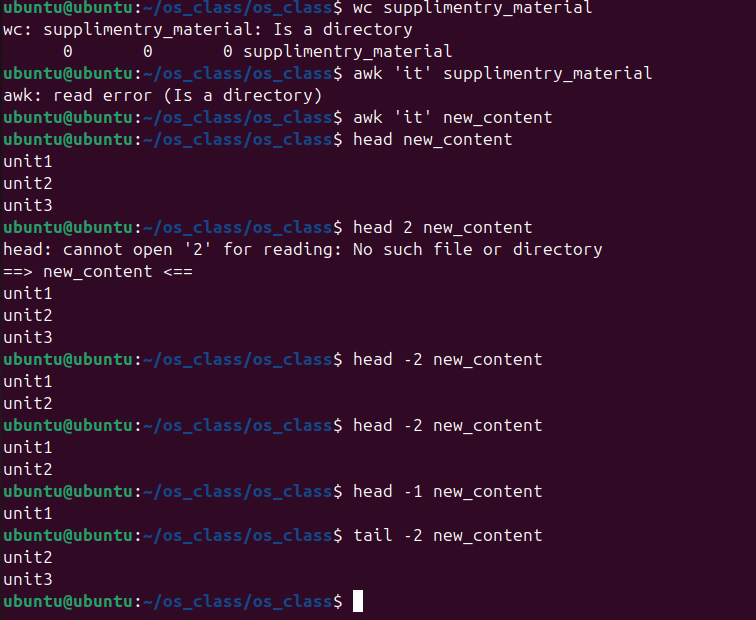 ubuntu@ubuntu:~/os_class/os_class$ wc supplimentry_material
wc: supplimentry_material: Is a directory
      0       0       0 supplimentry_material
ubuntu@ubuntu:~/os_class/os_class$ awk 'it' supplimentry_material
awk: read error (Is a directory)
ubuntu@ubuntu:~/os_class/os_class$ awk 'it' new_content
ubuntu@ubuntu:~/os_class/os_class$ head new_content
unit1
unit2
unit3
ubuntu@ubuntu:~/os_class/os_class$ head 2 new_content
head: cannot open '2' for reading: No such file or directory
==> new_content <==
unit1
unit2
unit3
ubuntu@ubuntu:~/os_class/os_class$ head -2 new_content
unit1
unit2
ubuntu@ubuntu:~/os_class/os_class$ head -2 new_content
unit1
unit2
ubuntu@ubuntu:~/os_class/os_class$ head -1 new_content
unit1
ubuntu@ubuntu:~/os_class/os_class$ tail -2 new_content
unit2
unit3
ubuntu@ubuntu:~/os_class/os_class$